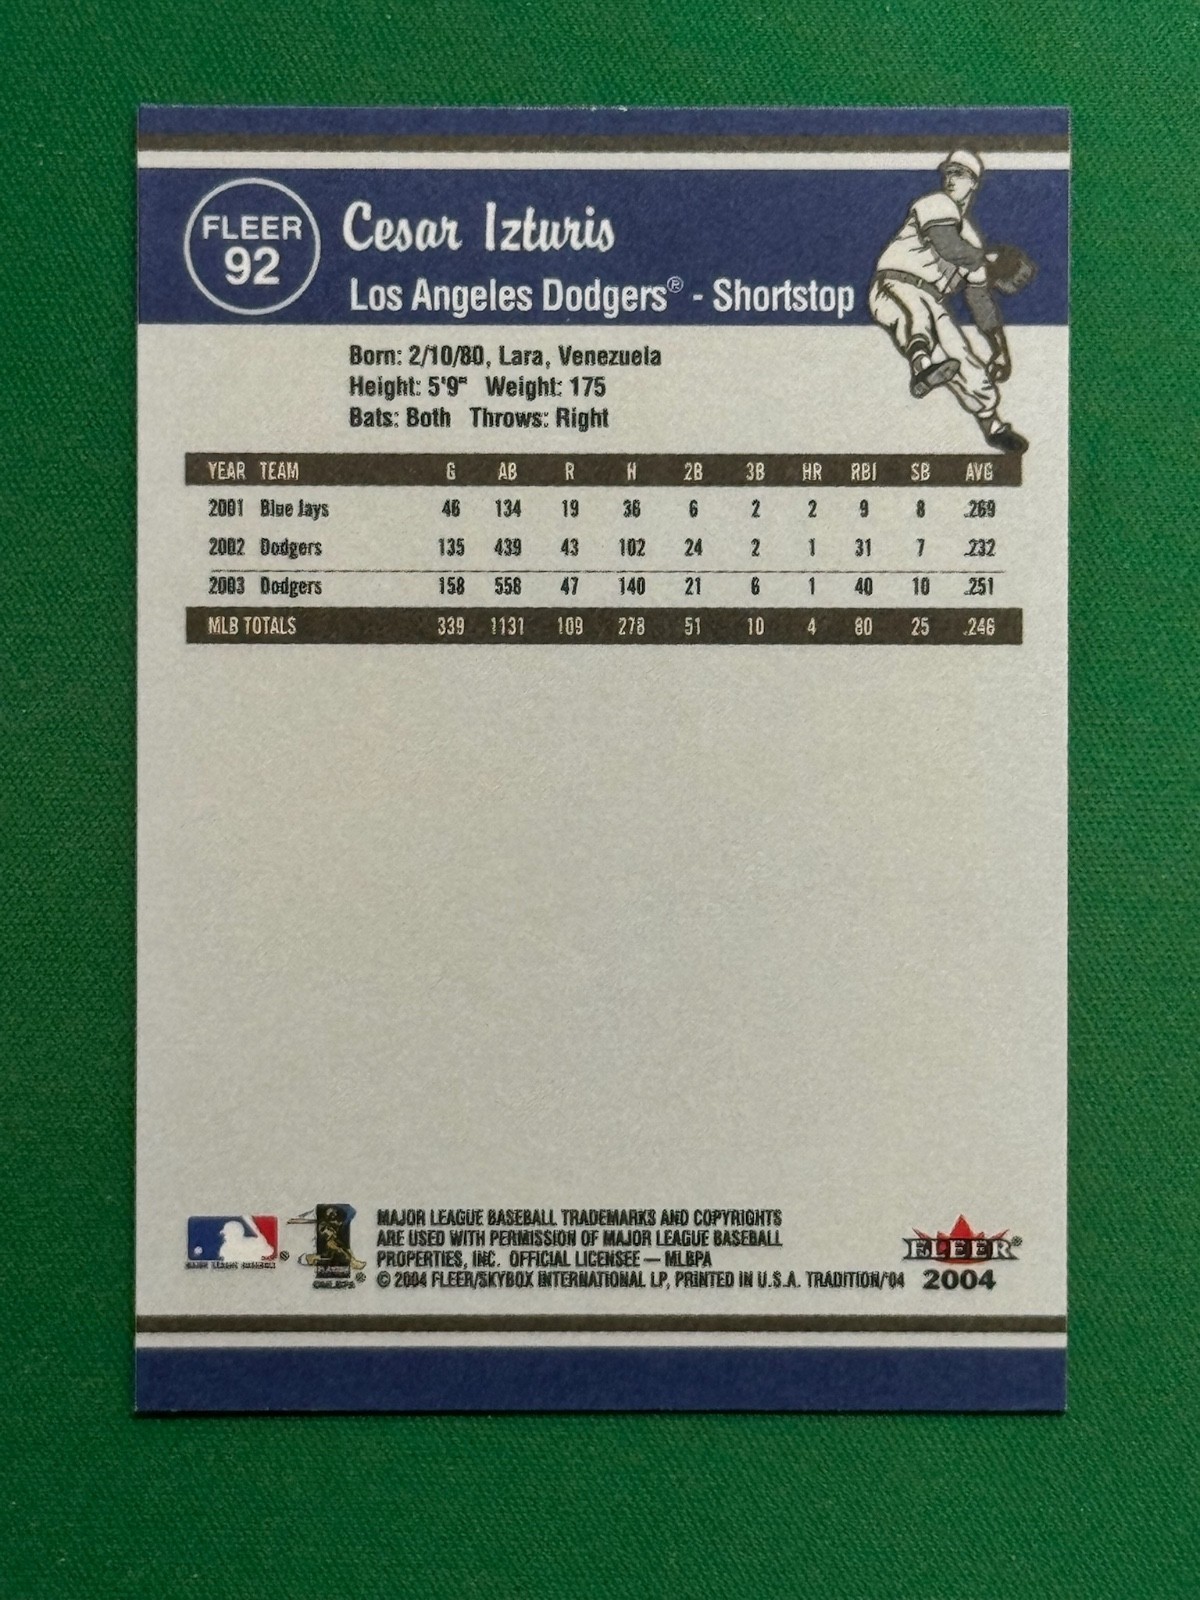 FLEER
92
Cesar Izturis
Los Angeles Dodgers® - Shortstop
Born: 2/10/80, Lara, Venezuela
Height: 5'9" Weight: 175
Bats: Both Throws: Right
YEAR TEAM G AB R H 2B 3B HR RBI SB AVG
2001 Blue Jays 46 134 19 36 6 2 2 9 8 .269
2002 Dodgers 135 439 43 102 24 2 1 31 7 .232
2003 Dodgers 158 558 47 140 21 6 1 40 10 .251
MLB TOTALS 339 1131 109 278 51 10 4 80 25 .246
MAJOR LEAGUE BASEBALL TRADEMARKS AND COPYRIGHTS
ARE USED WITH PERMISSION OF MAJOR LEAGUE BASEBALL
PROPERTIES, INC. OFFICIAL LICENSEE — MLBPA
© 2004 FLEER/SKYBOX INTERNATIONAL LP, PRINTED IN U.S.A. TRADITION/'04
MAJOR LEAGUE BASEBALL®
PLAYERS
©MLBPA®
FLEER®
2004